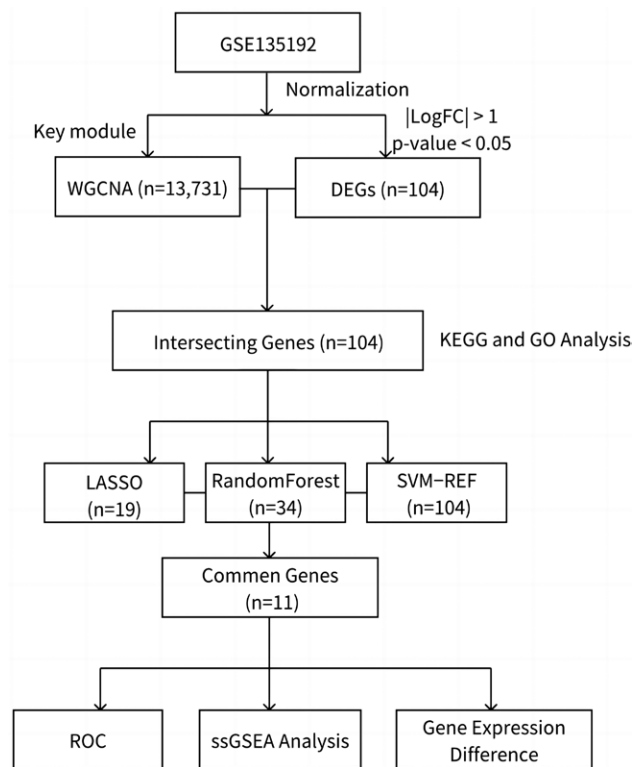 GSE135192
Normalization
Key module
|LogFC| > 1
p-value < 0.05
WGCNA (n=13,731)
DEGs (n=104)
Intersecting Genes (n=104)
KEGG and GO Analysis
LASSO
(n=19)
RandomForest
(n=34)
SVM−REF
(n=104)
Commen Genes
(n=11)
ROC
ssGSEA Analysis
Gene Expression
Difference